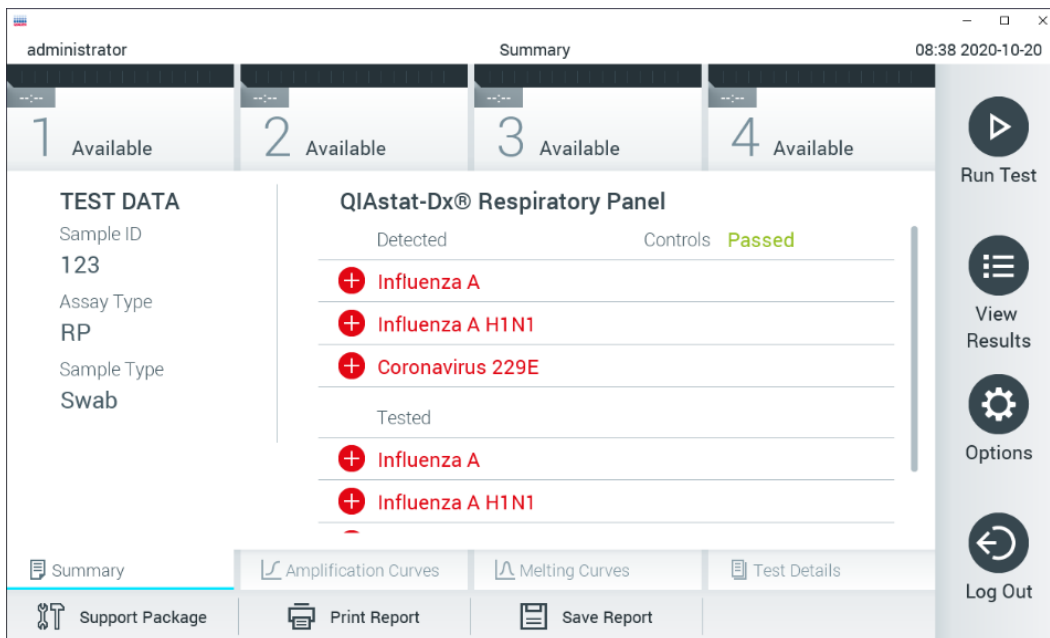 administrator
Summary
08:38 2020-10-20
--:--
--:--
--:--
--:--
1 Available
2 Available
3 Available
4 Available
Run Test
TEST DATA
Sample ID
123
Assay Type
RP
Sample Type
Swab
QIAstat-Dx® Respiratory Panel
Detected Controls Passed
Influenza A
Influenza A H1N1
Coronavirus 229E
Tested
Influenza A
Influenza A H1N1
View
Results
Options
Log Out
Summary
Amplification Curves
Melting Curves
Test Details
Support Package
Print Report
Save Report